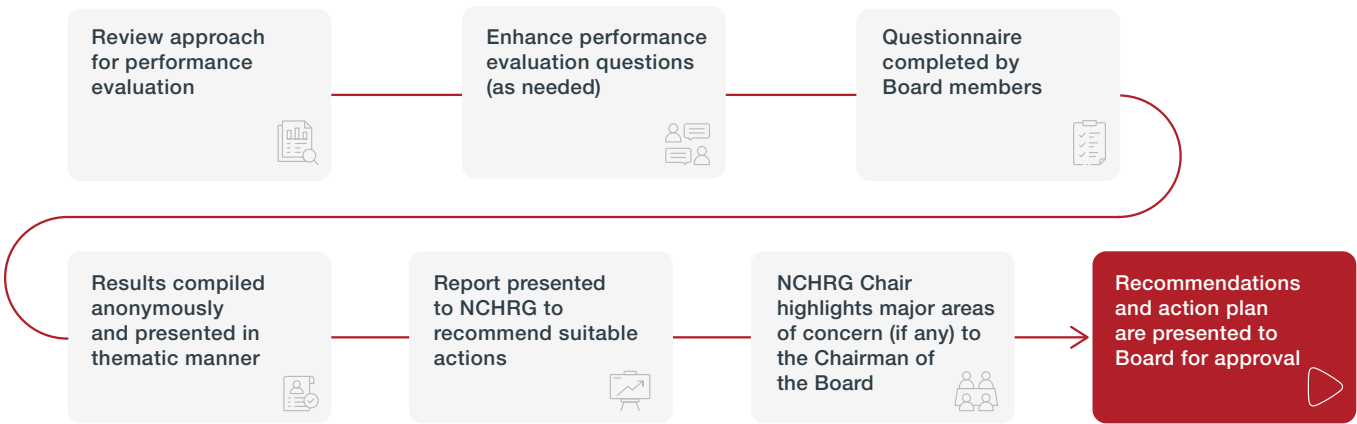 Review approach
for performance
evaluation
Enhance performance
evaluation questions
(as needed)
Questionnaire
completed by
Board members
Results compiled
anonymously
and presented in
thematic manner
Report presented
to NCHRG to
recommend suitable
actions
NCHRG Chair
highlights major areas
of concern (if any) to
the Chairman of
the Board
Recommendations
and action plan
are presented to
Board for approval